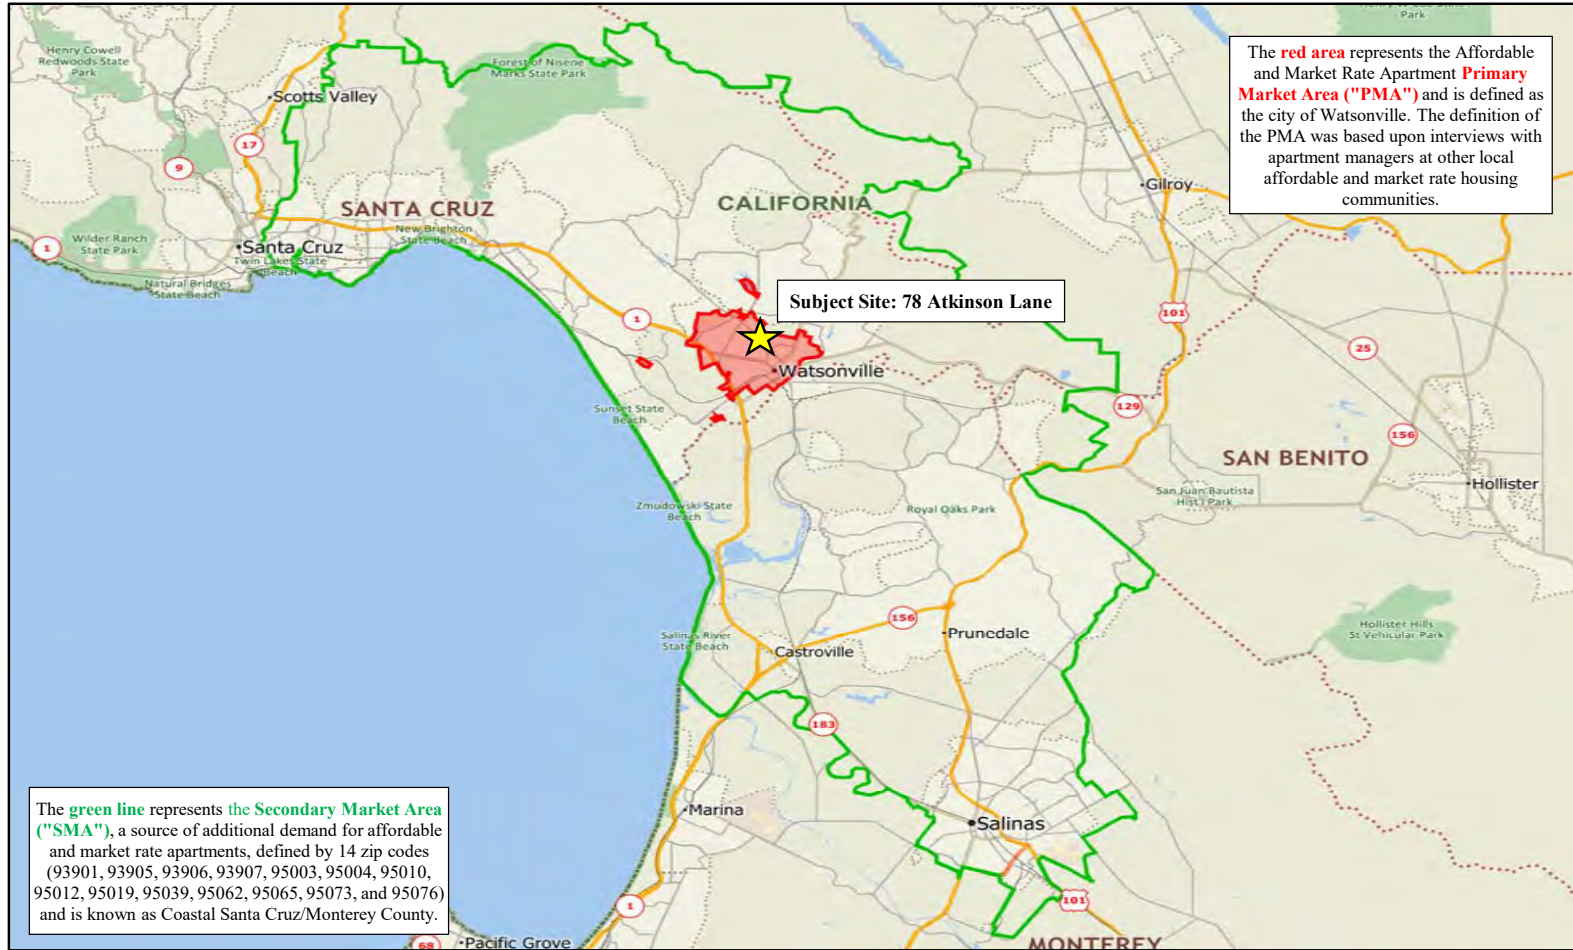 Henry W. Coe State
Park
Henry Cowell
Redwoods State
Park
Forest of Nisene
Marks State Park
Scotts Valley
The red area represents the Affordable
and Market Rate Apartment Primary
Market Area ("PMA") and is defined as
the city of Watsonville. The definition of
the PMA was based upon interviews with
apartment managers at other local
affordable and market rate housing
communities.
17
9
Gilroy
SANTA CRUZ
CALIFORNIA
New Brighton
State Beach
Wilder Ranch
State Park
1
Santa Cruz
Twin Lakes State
Beach
Natural Bridges
State Beach
Subject Site: 78 Atkinson Lane
1
101
25
Watsonville
Sunset State
Beach
129
156
SAN BENITO
Hollister
San Juan Bautista
Hist l Park
Zmudowski State
Beach
Royal Oaks Park
156
Prunedale
Hollister Hills
St Vehicular Park
Salinas River
State Beach
Castroville
183
The green line represents the Secondary Market Area
("SMA"), a source of additional demand for affordable
and market rate apartments, defined by 14 zip codes
(93901, 93905, 93906, 93907, 95003, 95004, 95010,
95012, 95019, 95039, 95062, 95065, 95073, and 95076)
and is known as Coastal Santa Cruz/Monterey County.
Marina
Salinas
1
101
68
Pacific Grove
MONTEREY